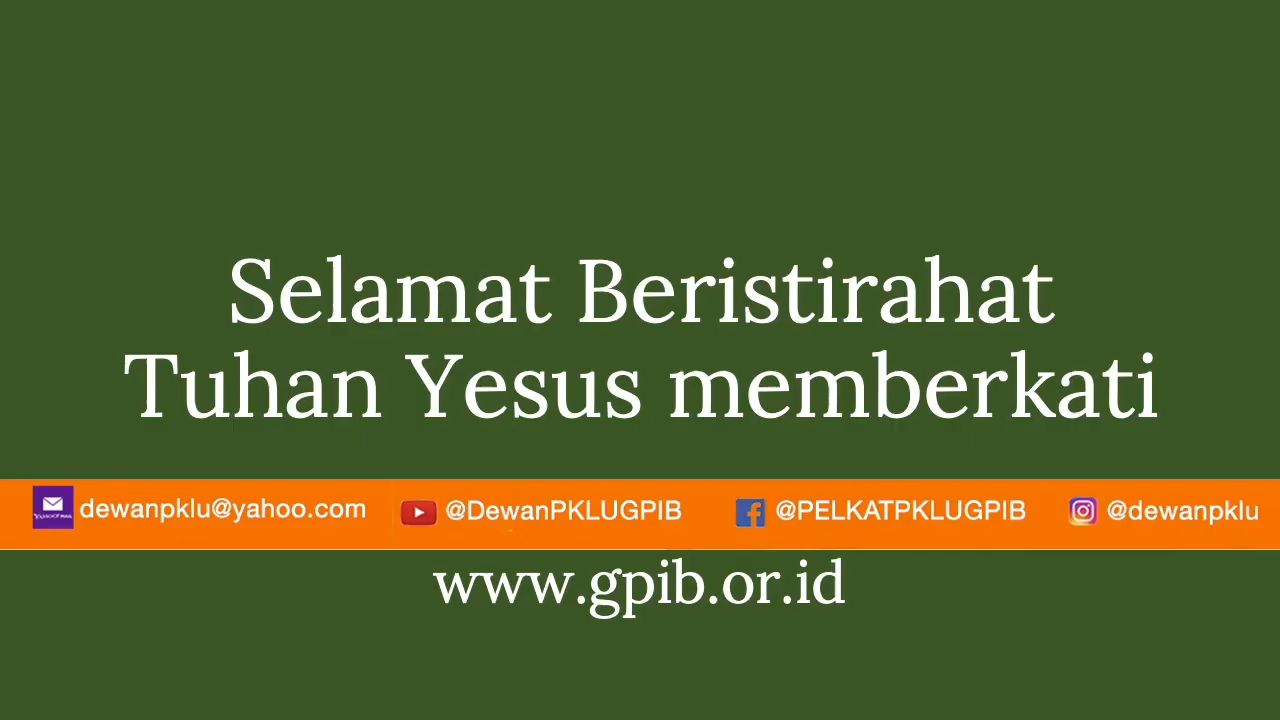 Selamat Beristirahat
Tuhan Yesus memberkati
dewanpklu@yahoo.com @DewanPKLUGPIB @PELKATPKLUGPIB @dewanpklu
www.gpib.or.id